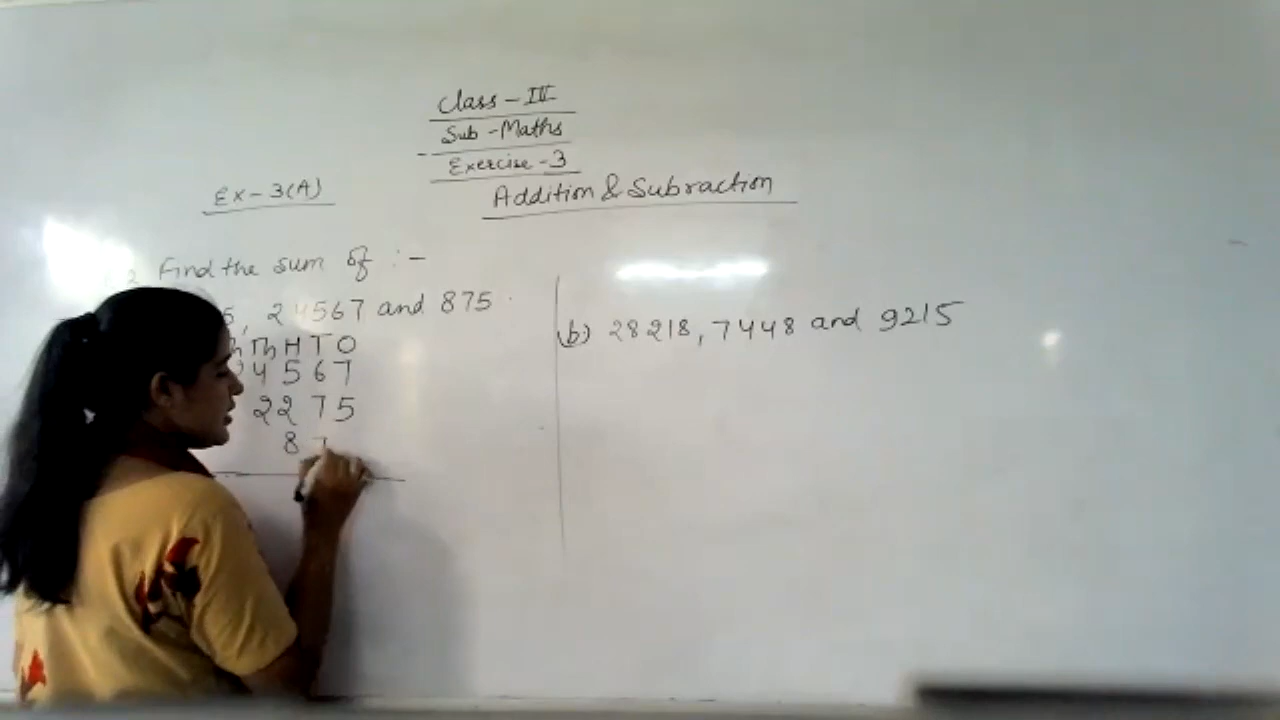 Class - III
Sub - Maths
Exercise - 3
Ex - 3(A)
Addition & Subraction
Find the sum of : -
5, 24567 and 875
Th H T O
4 5 6 7
2 2 7 5
8
(b) 28218, 7448 and 9215